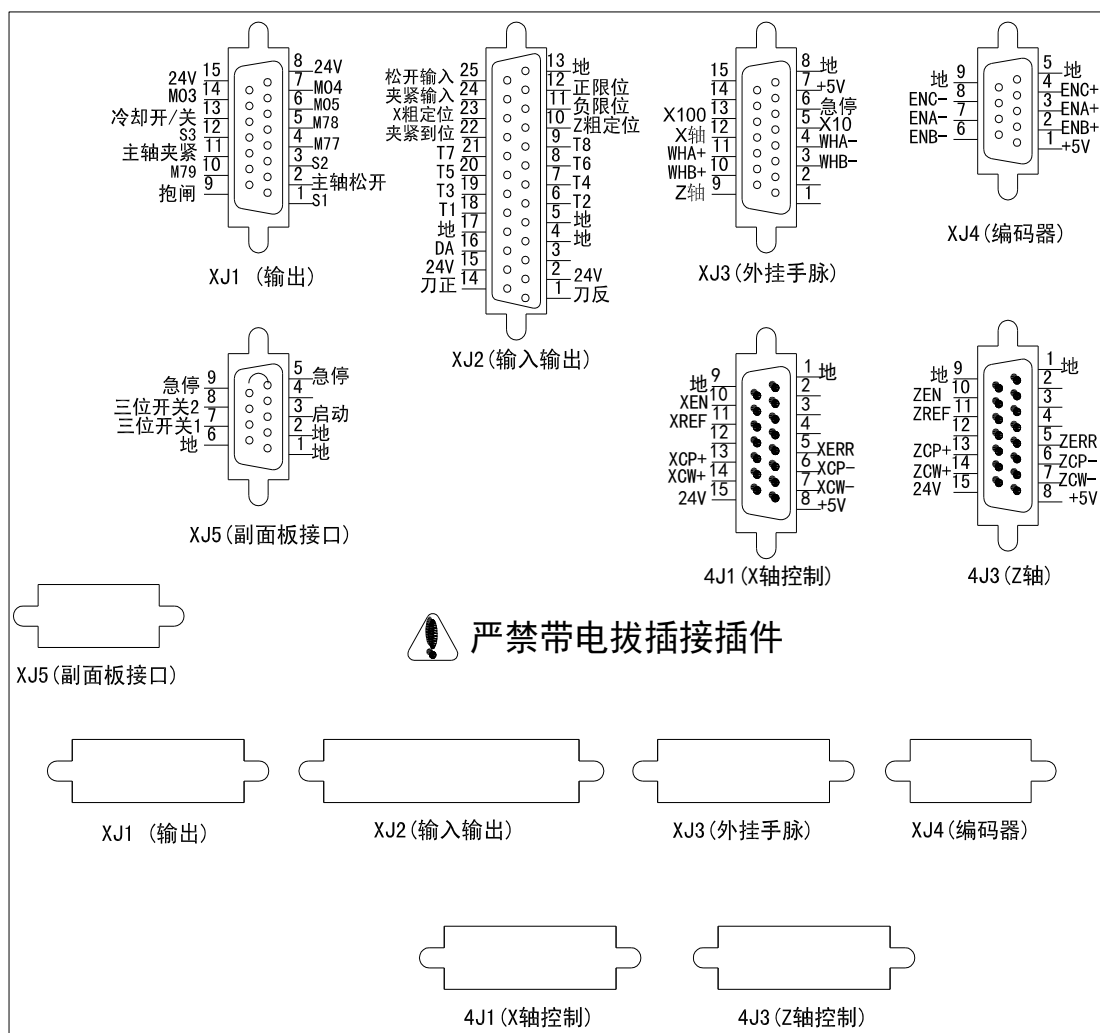 15
24V
14
M03
13
冷却开/关
12
S3
11
主轴夹紧
10
M79
9
抱闸
8
24V
7
M04
6
M05
5
M78
4
M77
3
S2
2
主轴松开
1
S1
XJ1 (输出)
25
松开输入
24
夹紧输入
23
X粗定位
22
夹紧到位
21
T7
20
T5
19
T3
18
T1
17
地
16
DA
15
24V
14
刀正
13
地
12
正限位
11
负限位
10
Z粗定位
9
T8
8
T6
7
T4
6
T2
5
地
4
地
3
2
24V
1
刀反
XJ2(输入输出)
15
14
13
X100
12
X轴
11
WHA+
10
WHB+
9
Z轴
8
地
7
+5V
6
急停
5
X10
4
WHA-
3
WHB-
2
1
XJ3(外挂手脉)
9
地
8
ENC-
7
ENA-
6
ENB-
5
地
4
ENC+
3
ENA+
2
ENB+
1
+5V
XJ4(编码器)
9
急停
8
三位开关2
7
三位开关1
6
地
5
急停
4
3
启动
2
地
1
地
XJ5(副面板接口)
9
地
10
XEN
11
XREF
12
13
XCP+
14
XCW+
15
24V
1
地
2
3
4
5
XERR
6
XCP-
7
XCW-
8
+5V
4J1(X轴控制)
9
地
10
ZEN
11
ZREF
12
13
ZCP+
14
ZCW+
15
24V
1
地
2
3
4
5
ZERR
6
ZCP-
7
ZCW-
8
+5V
4J3(Z轴)
严禁带电拔插接插件
XJ5(副面板接口)
XJ1 (输出)
XJ2(输入输出)
XJ3(外挂手脉)
XJ4(编码器)
4J1(X轴控制)
4J3(Z轴控制)